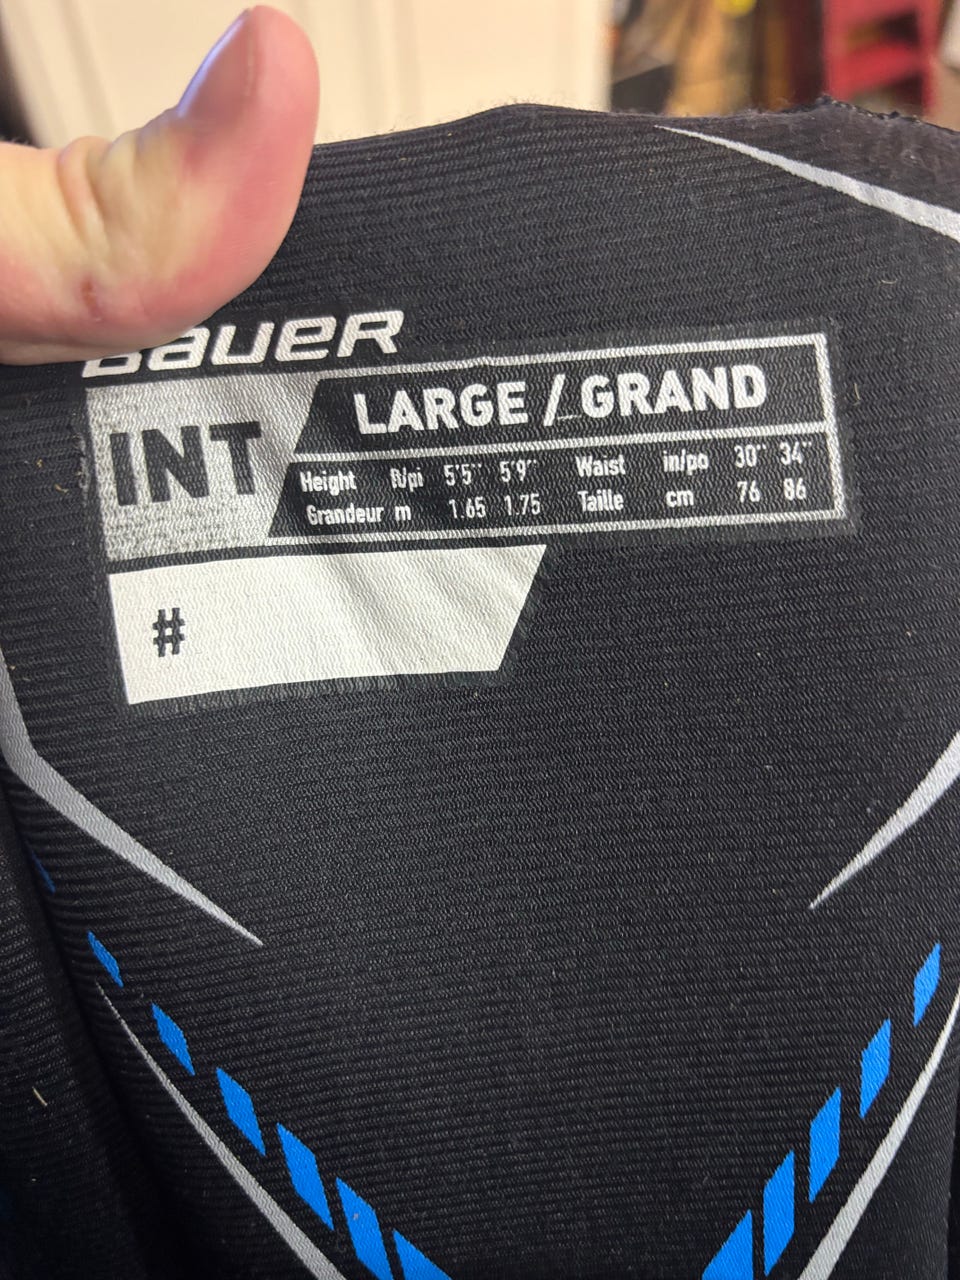 BAUER
INT
LARGE / GRAND
Height ft/pi 5'5'' 5'9'' Waist in/po 30'' 34''
Grandeur m 1.65 1.75 Taille cm 76 86
#